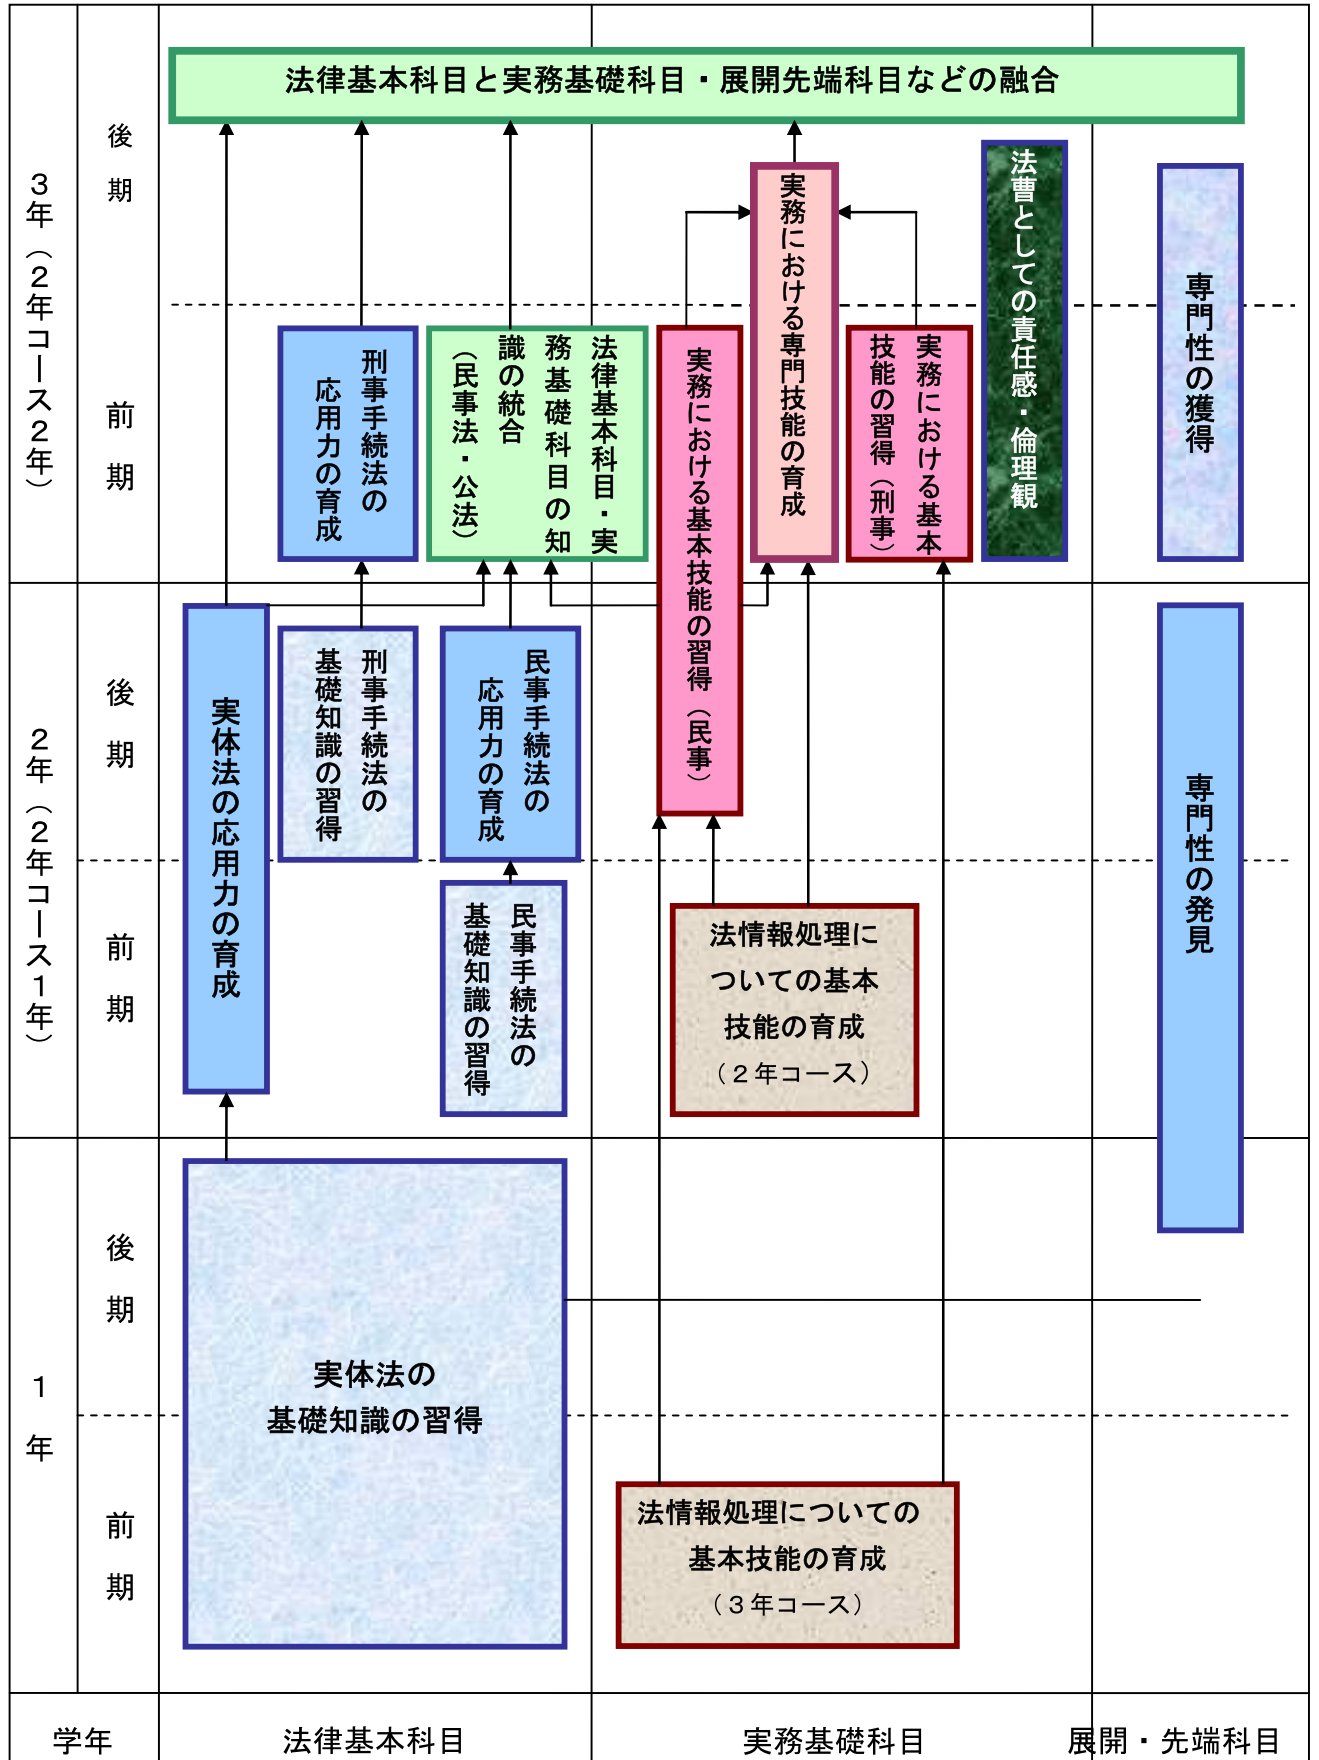 法律基本科目と実務基礎科目・展開先端科目などの融合
3年（2年コース2年）
後期
前期
刑事手続法の
応用力の育成
法律基本科目・実
務基礎科目の知
識の統合
（民事法・公法）
実務における基本技能の習得（民事）
実務における専門技能の育成
実務における基本
技能の習得（刑事）
法曹としての責任感・倫理観
専門性の獲得
2年（2年コース1年）
後期
前期
実体法の応用力の育成
刑事手続法の
基礎知識の習得
民事手続法の
応用力の育成
民事手続法の
基礎知識の習得
法情報処理に
ついての基本
技能の育成
（2年コース）
専門性の発見
1年
後期
前期
実体法の
基礎知識の習得
法情報処理についての
基本技能の育成
（3年コース）
学年
法律基本科目
実務基礎科目
展開・先端科目